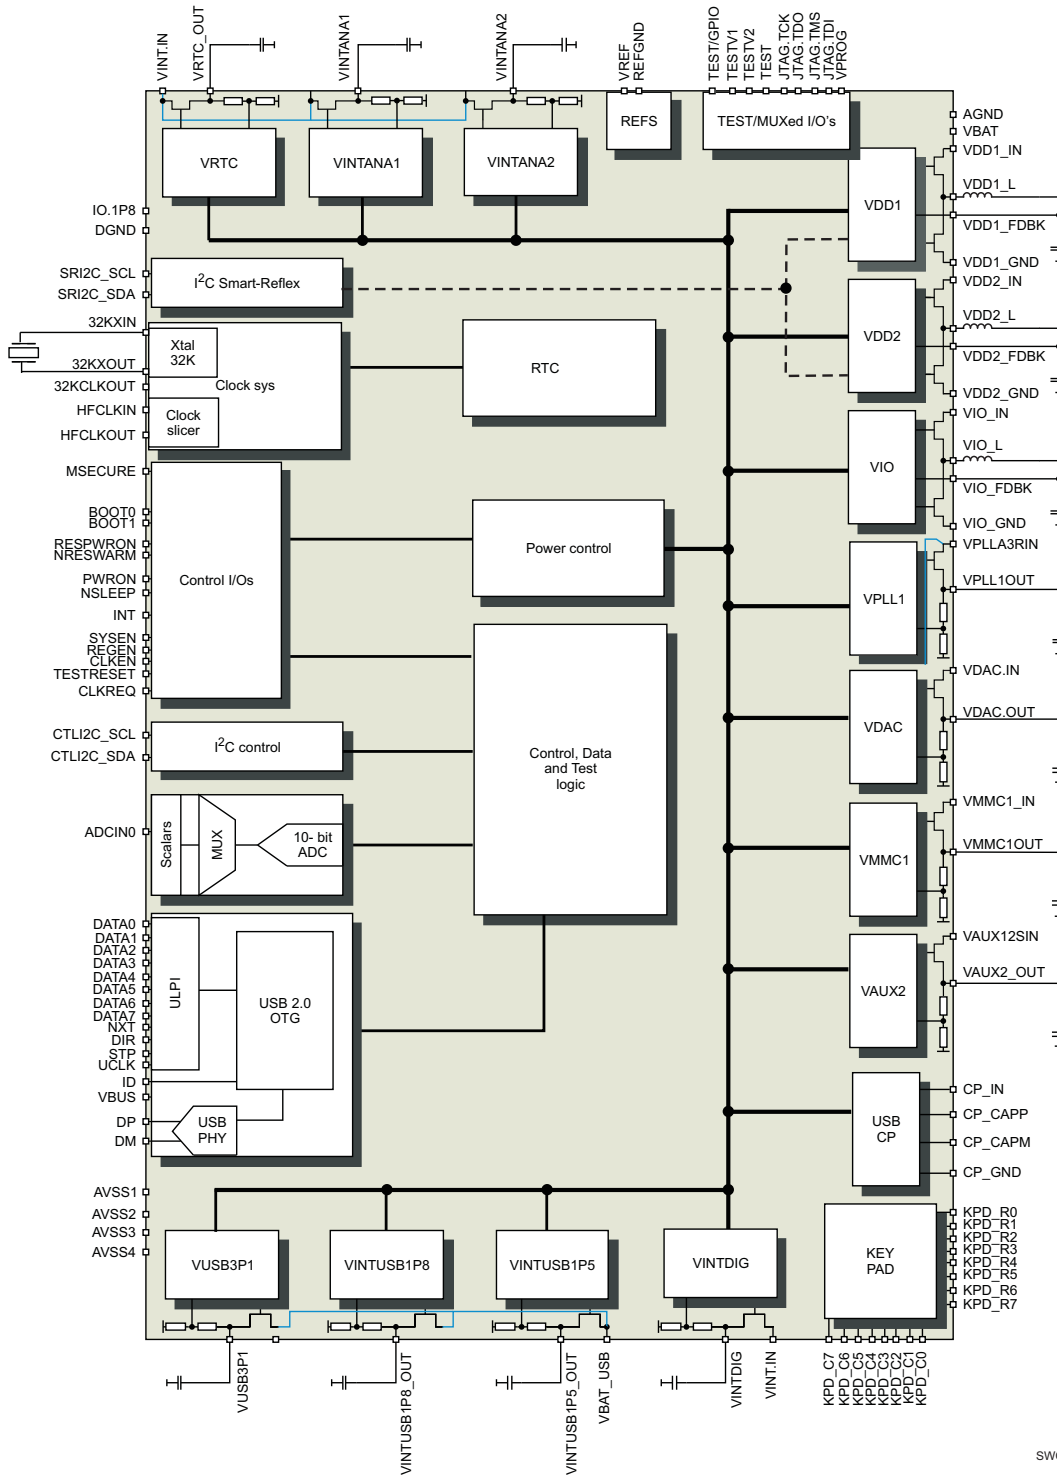 VINT.IN
VRTC_OUT
VINTANA1
VINTANA2
VREF
REFGND
TEST/GPIO
TESTV1
TESTV2
TEST
JTAG.TCK
JTAG.TDO
JTAG.TMS
JTAG.TDI
VPROG
REFS
TEST/MUXed I/O's
VRTC
VINTANA1
VINTANA2
AGND
VBAT
VDD1_IN
VDD1
VDD1_L
VDD1_FDBK
VDD1_GND
IO.1P8
DGND
SRI2C_SCL
SRI2C_SDA
I2C Smart-Reflex
VDD2_IN
VDD2
VDD2_L
VDD2_FDBK
VDD2_GND
32KXIN
32KXOUT
32KCLKOUT
HFCLKIN
HFCLKOUT
Xtal
32K
Clock sys
Clock
slicer
RTC
VIO_IN
VIO
VIO_L
VIO_FDBK
VIO_GND
MSECURE
BOOT0
BOOT1
RESPWRON
NRESWARM
PWRON
NSLEEP
INT
SYSEN
REGEN
CLKEN
TESTRESET
CLKREQ
Control I/Os
Power control
VPLLA3RIN
VPLL1
VPLL1OUT
VDAC.IN
VDAC
VDAC.OUT
CTLI2C_SCL
CTLI2C_SDA
I2C control
Control, Data
and Test
logic
ADCIN0
Scalars
MUX
10- bit
ADC
VMMC1_IN
VMMC1
VMMC1OUT
DATA0
DATA1
DATA2
DATA3
DATA4
DATA5
DATA6
DATA7
NXT
DIR
STP
UCLK
ID
VBUS
DP
DM
ULPI
USB 2.0
OTG
USB
PHY
VAUX12SIN
VAUX2
VAUX2_OUT
USB
CP
CP_IN
CP_CAPP
CP_CAPM
CP_GND
AVSS1
AVSS2
AVSS3
AVSS4
VUSB3P1
VINTUSB1P8
VINTUSB1P5
VINTDIG
KEY
PAD
KPD_R0
KPD_R1
KPD_R2
KPD_R3
KPD_R4
KPD_R5
KPD_R6
KPD_R7
VUSB3P1
VINTUSB1P8_OUT
VINTUSB1P5_OUT
VBAT_USB
VINTDIG
VINT.IN
KPD_C7
KPD_C6
KPD_C5
KPD_C4
KPD_C3
KPD_C2
KPD_C1
KPD_C0